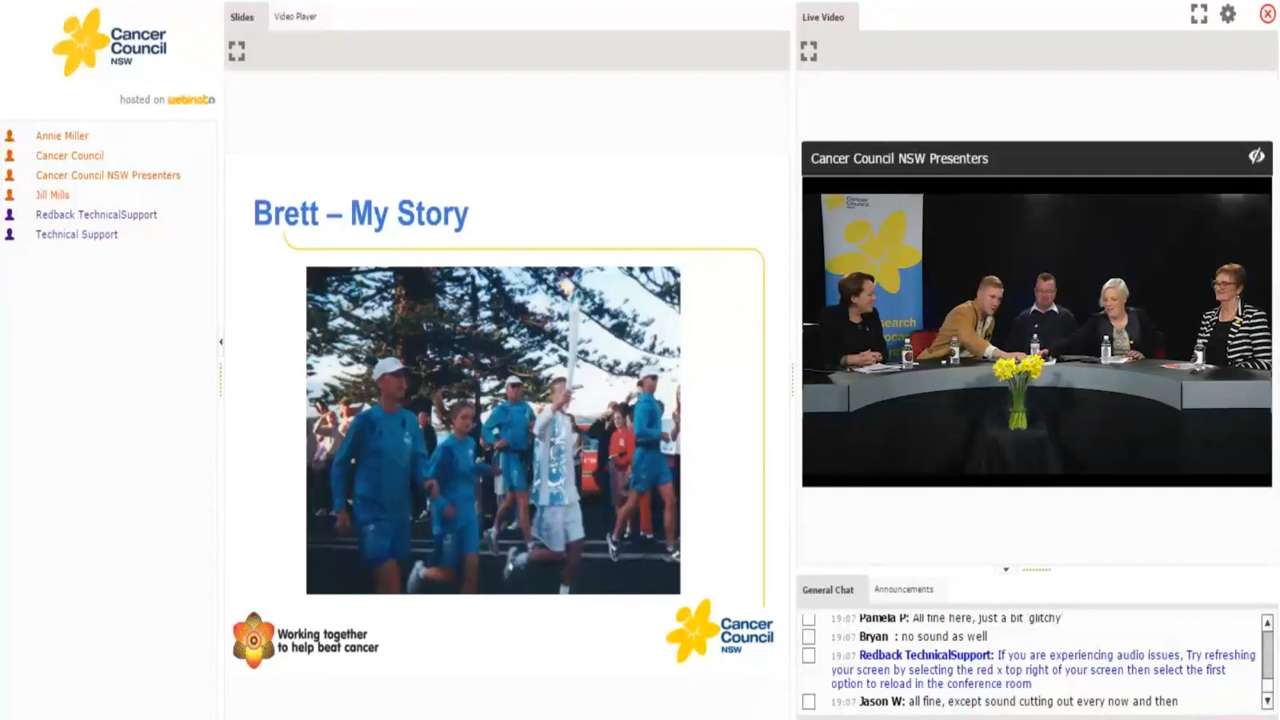 Cancer
Council
NSW
hosted on webinato
Annie Miller
Cancer Council
Cancer Council NSW Presenters
Jill Mills
Redback TechnicalSupport
Technical Support
Slides
Video Player
Brett – My Story
Working together
to help beat cancer
Cancer
Council
NSW
Live Video
Cancer Council NSW Presenters
Cancer
Council
search
General Chat
Announcements
19:07 Pamela P: All fine here, just a bit 'glitchy'
19:07 Bryan : no sound as well
19:07 Redback TechnicalSupport: If you are experiencing audio issues, Try refreshing
your screen by selecting the red x top right of your screen then select the first
option to reload in the conference room
19:07 Jason W: all fine, except sound cutting out every now and then